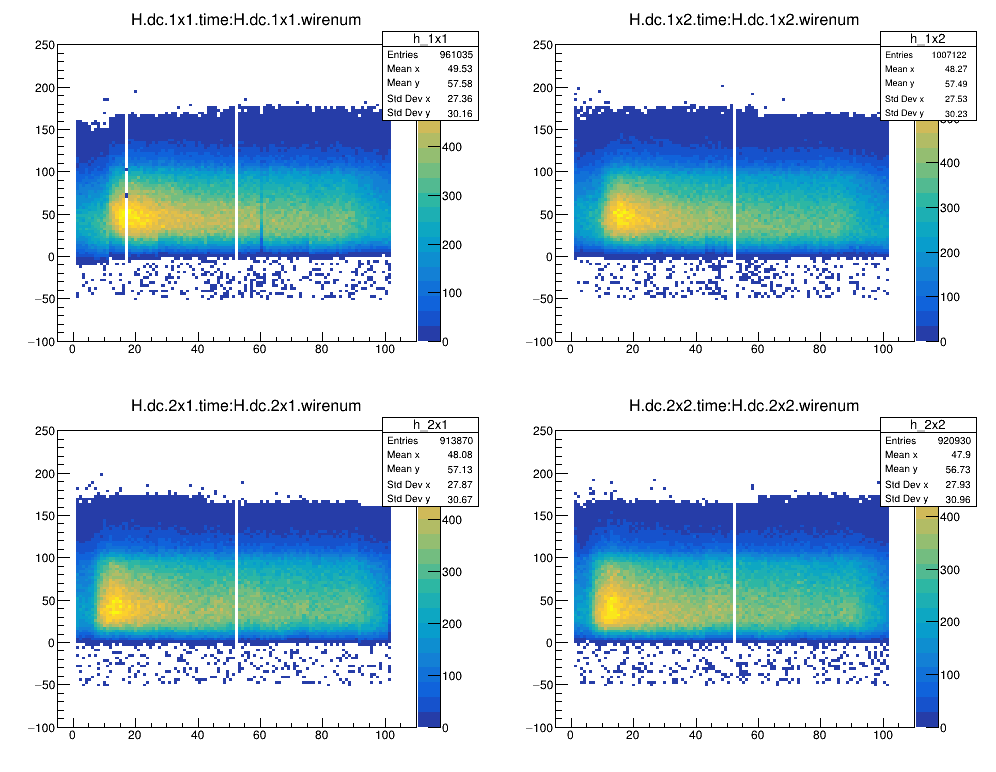 H.dc.1x1.time:H.dc.1x1.wirenum
h_1x1
Entries 961035
Mean x 49.53
Mean y 57.58
Std Dev x 27.36
Std Dev y 30.16
250
200
150
100
50
0
−50
−100
0 20 40 60 80 100
400
300
200
100
0
H.dc.1x2.time:H.dc.1x2.wirenum
h_1x2
Entries 1007122
Mean x 48.27
Mean y 57.49
Std Dev x 27.53
Std Dev y 30.23
250
200
150
100
50
0
−50
−100
0 20 40 60 80 100
400
300
200
100
0
H.dc.2x1.time:H.dc.2x1.wirenum
h_2x1
Entries 913870
Mean x 48.08
Mean y 57.13
Std Dev x 27.87
Std Dev y 30.67
250
200
150
100
50
0
−50
−100
0 20 40 60 80 100
400
300
200
100
0
H.dc.2x2.time:H.dc.2x2.wirenum
h_2x2
Entries 920930
Mean x 47.9
Mean y 56.73
Std Dev x 27.93
Std Dev y 30.96
250
200
150
100
50
0
−50
−100
0 20 40 60 80 100
400
300
200
100
0